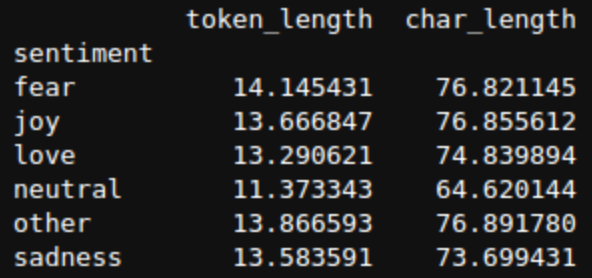 token_length char_length
sentiment
fear 14.145431 76.821145
joy 13.666847 76.855612
love 13.290621 74.839894
neutral 11.373343 64.620144
other 13.866593 76.891780
sadness 13.583591 73.699431